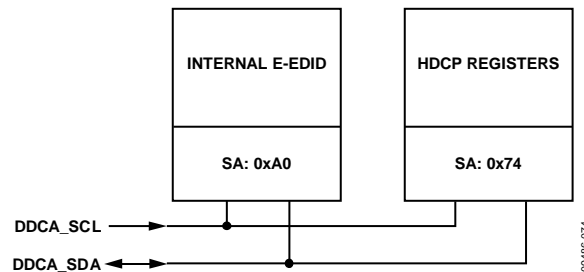 INTERNAL E-EDID
HDCP REGISTERS
SA: 0xA0
SA: 0x74
DDCA_SCL
DDCA_SDA